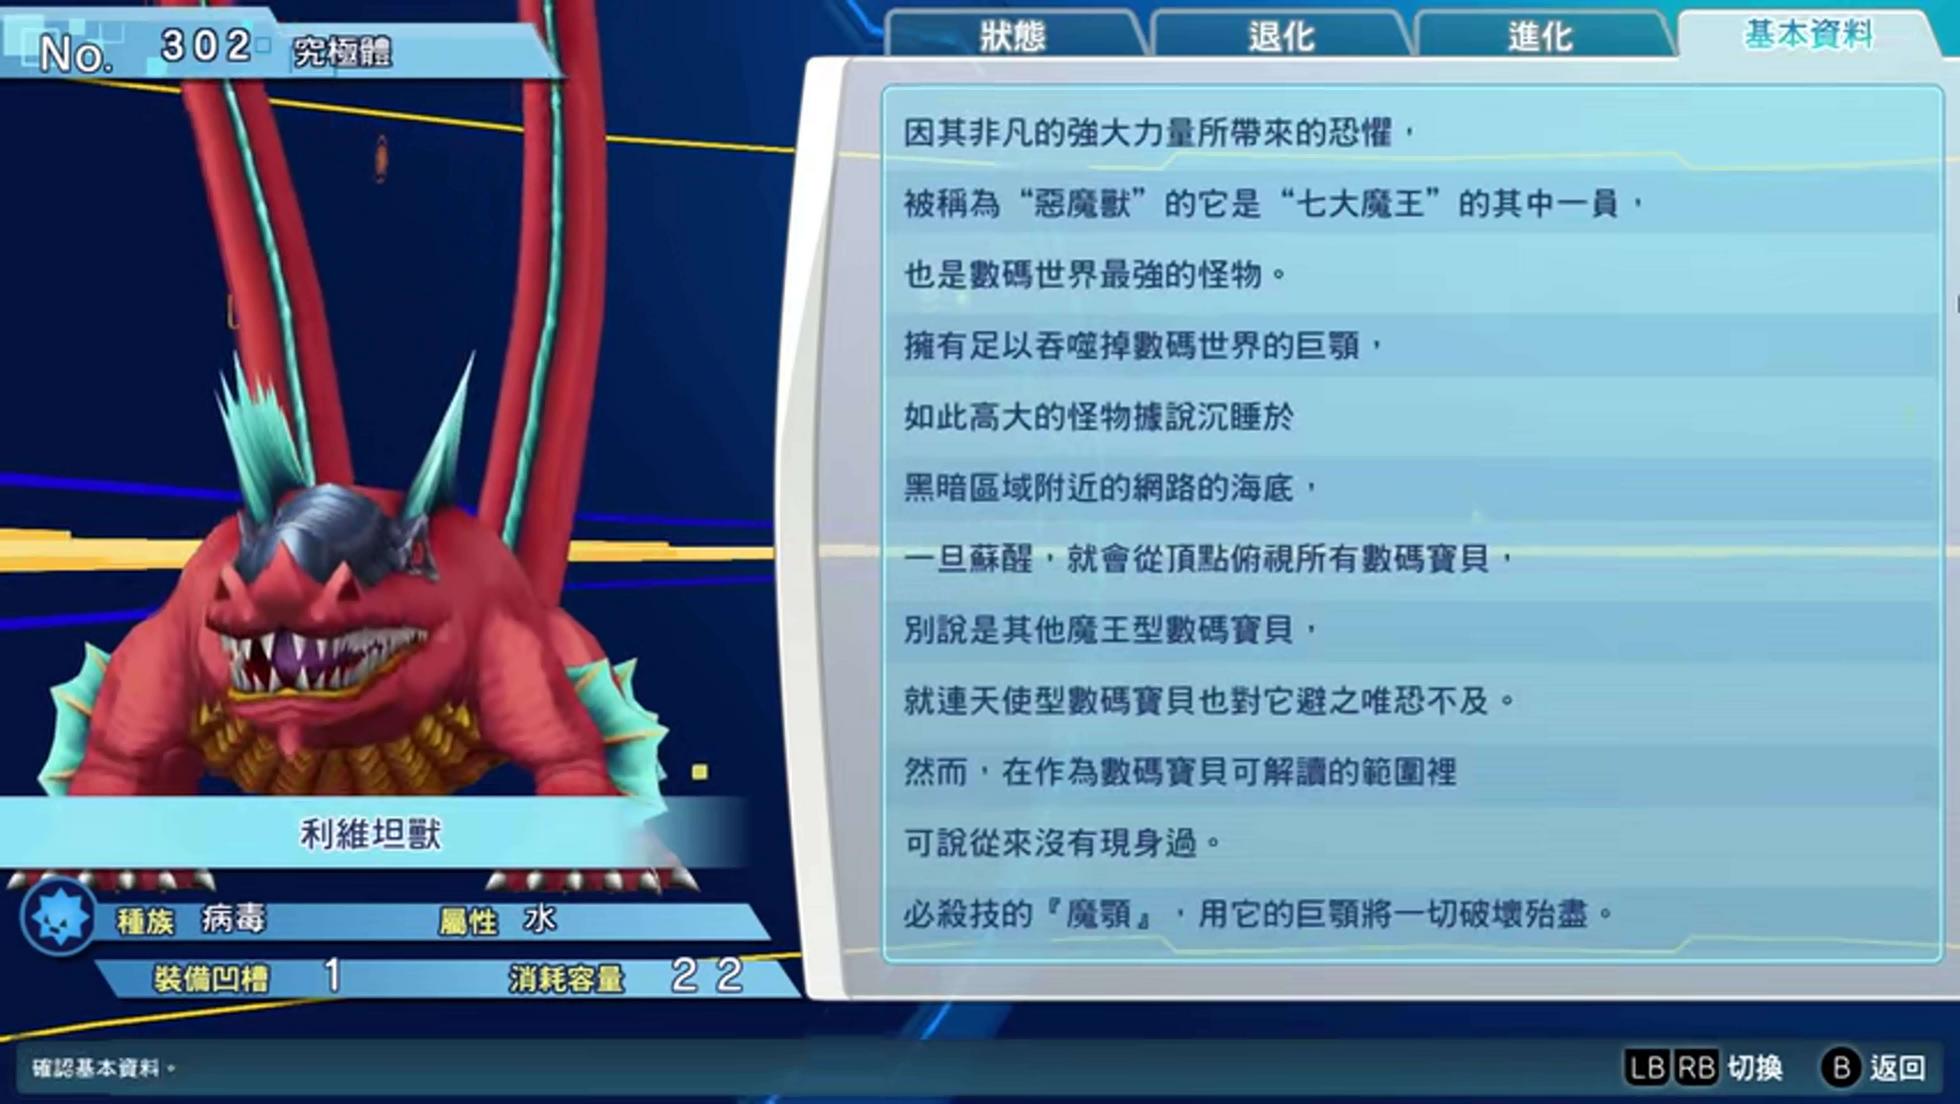 No. 302 究極體
狀態 退化 進化 基本資料
因其非凡的強大力量所帶來的恐懼，
被稱為“惡魔獸”的它是“七大魔王”的其中一員，
也是數碼世界最強的怪物。
擁有足以吞噬掉數碼世界的巨顎，
如此高大的怪物據說沉睡於
黑暗區域附近的網路的海底，
一旦蘇醒，就會從頂點俯視所有數碼寶貝，
別說是其他魔王型數碼寶貝，
就連天使型數碼寶貝也對它避之唯恐不及。
然而，在作為數碼寶貝可解讀的範圍裡
可說從來沒有現身過。
必殺技的『魔顎』，用它的巨顎將一切破壞殆盡。
利維坦獸
種族 病毒 屬性 水
裝備凹槽 1 消耗容量 22
確認基本資料。
LB RB 切換 B 返回